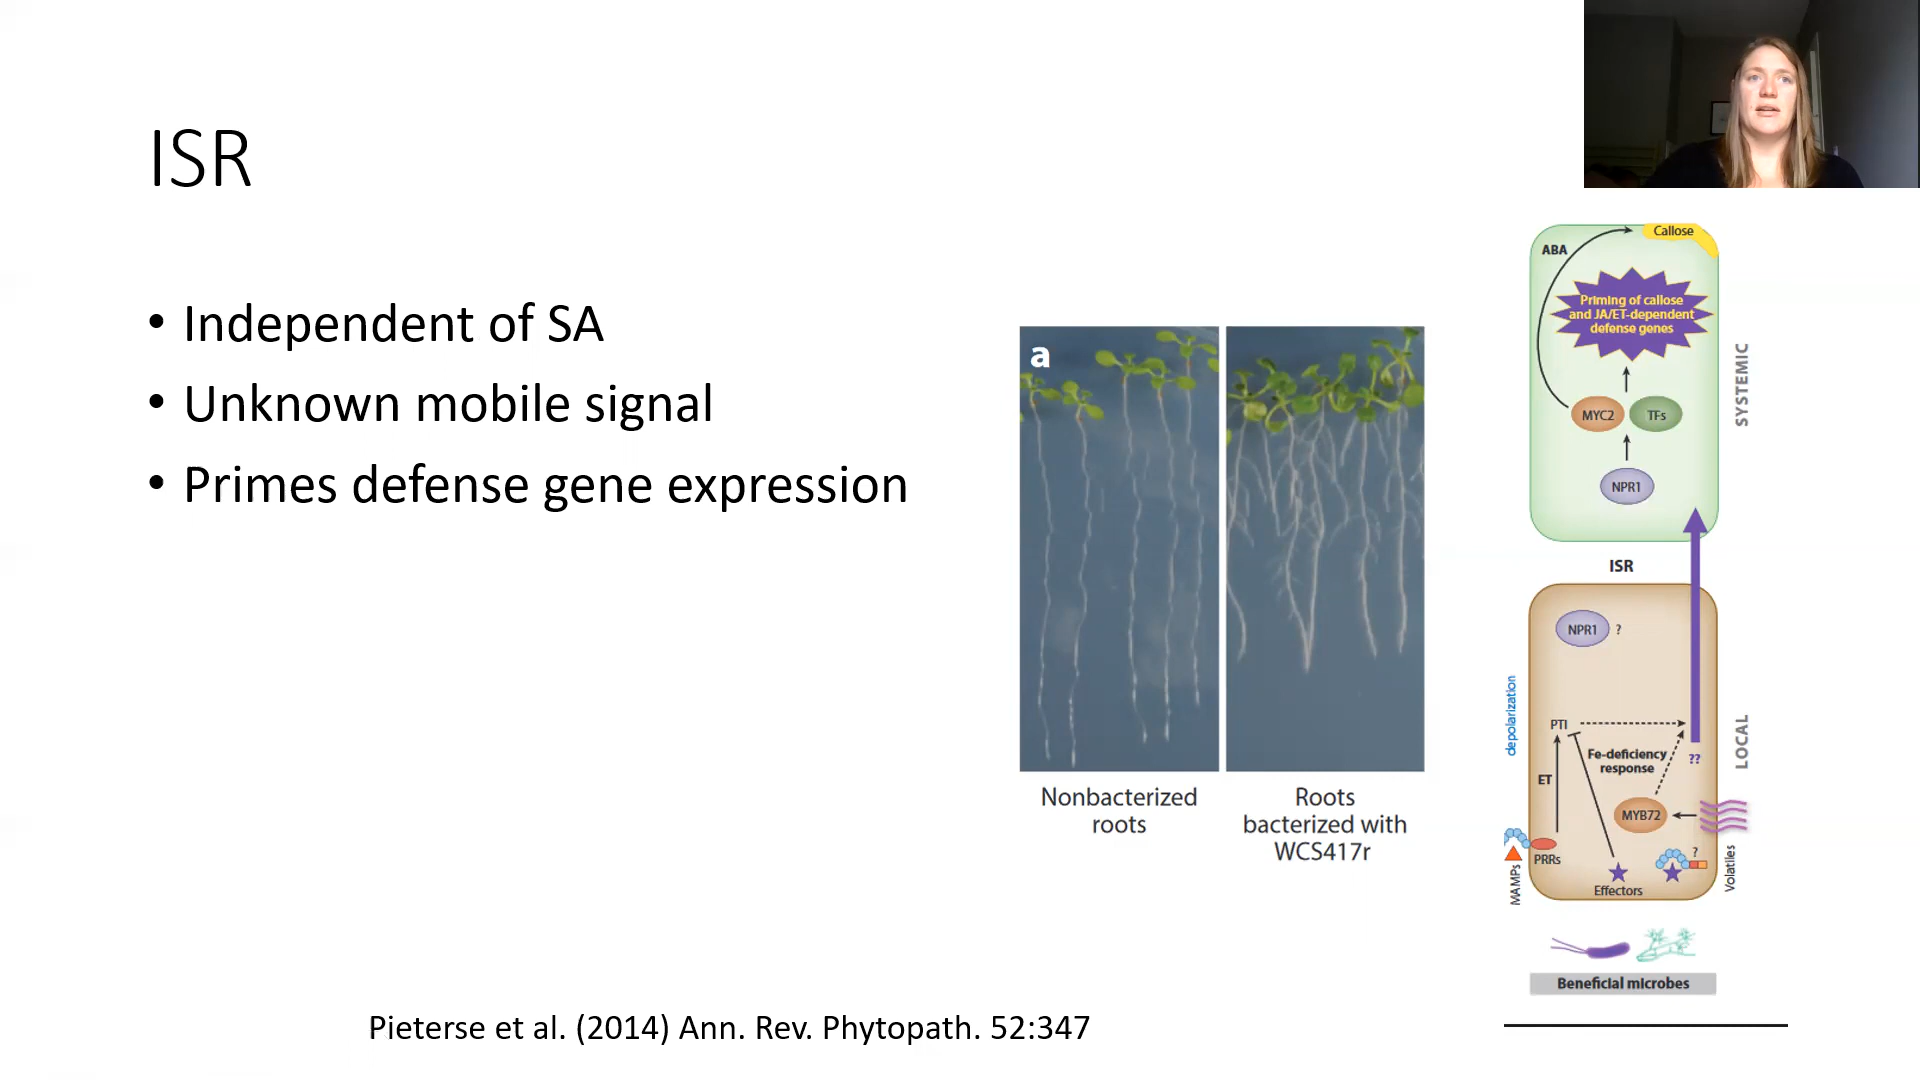 ISR
• Independent of SA
• Unknown mobile signal
• Primes defense gene expression
a
Nonbacterized
roots
Roots
bacterized with
WCS417r
ABA
Callose
Priming of callose
and JA/ET-dependent
defense genes
MYC2
TFs
NPR1
SYSTEMIC
ISR
NPR1 ?
depolarization
PTI
Fe-deficiency
response
??
LOCAL
ET
MYB72
MAMPs
PRRs
?
Effectors
Volatiles
Beneficial microbes
Pieterse et al. (2014) Ann. Rev. Phytopath. 52:347